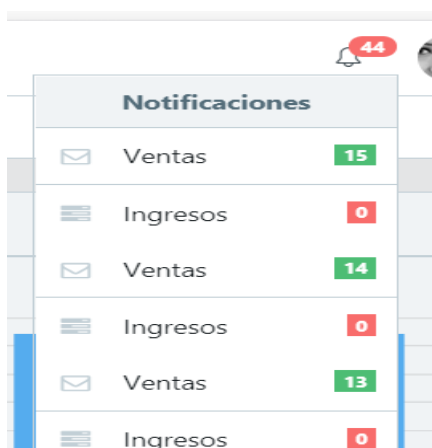 44
Notificaciones
Ventas 15
Ingresos 0
Ventas 14
Ingresos 0
Ventas 13
Ingresos 0